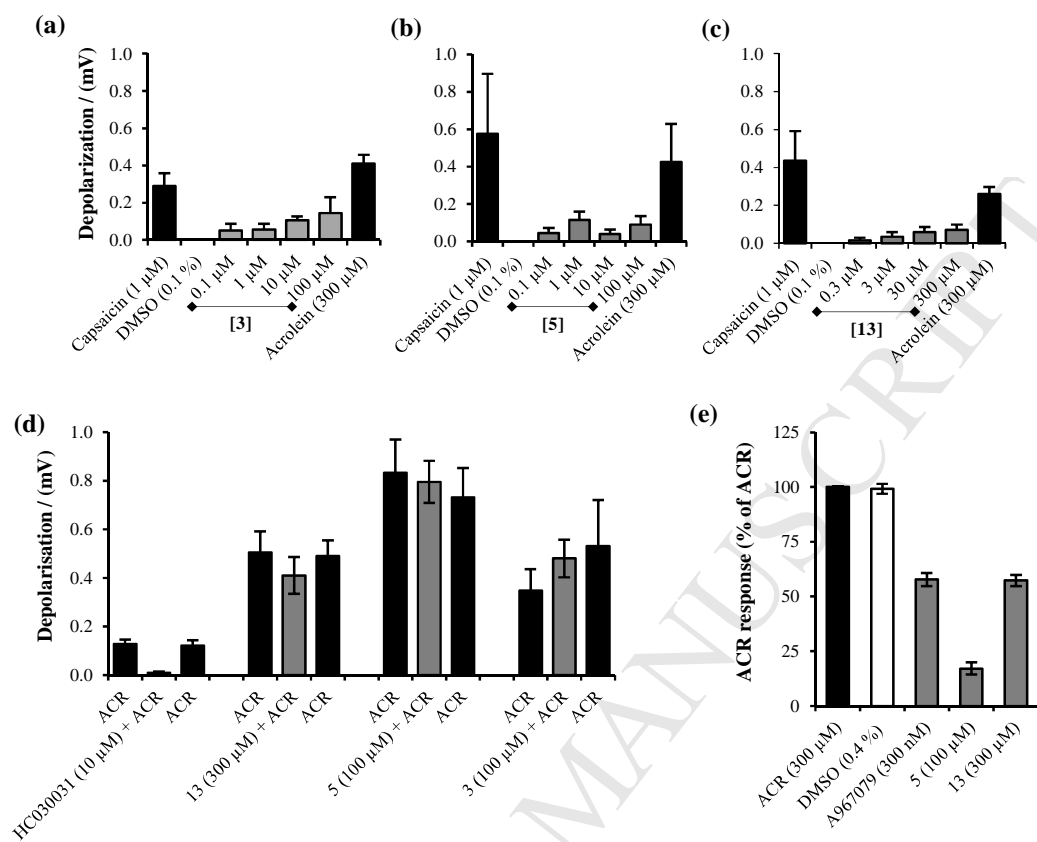 (a)
Depolarization / (mV)
1.0
0.8
0.6
0.4
0.2
0.0
Capsaicin (1 µM)
DMSO (0.1 %)
0.1 µM
1 µM
10 µM
100 µM
Acrolein (300 µM)
[3]
(b)
1.0
0.8
0.6
0.4
0.2
0.0
Capsaicin (1 µM)
DMSO (0.1 %)
0.1 µM
1 µM
10 µM
100 µM
Acrolein (300 µM)
[5]
(c)
1.0
0.8
0.6
0.4
0.2
0.0
Capsaicin (1 µM)
DMSO (0.1 %)
0.3 µM
3 µM
30 µM
300 µM
Acrolein (300 µM)
[13]
(d)
Depolarisation / (mV)
1.0
0.8
0.6
0.4
0.2
0.0
ACR
HC030031 (10 µM) + ACR
ACR
ACR
13 (300 µM) + ACR
ACR
ACR
5 (100 µM) + ACR
ACR
ACR
3 (100 µM) + ACR
ACR
(e)
ACR response (% of ACR)
125
100
75
50
25
0
ACR (300 µM)
DMSO (0.4 %)
A967079 (300 nM)
5 (100 µM)
13 (300 µM)
MANUSCRIPT